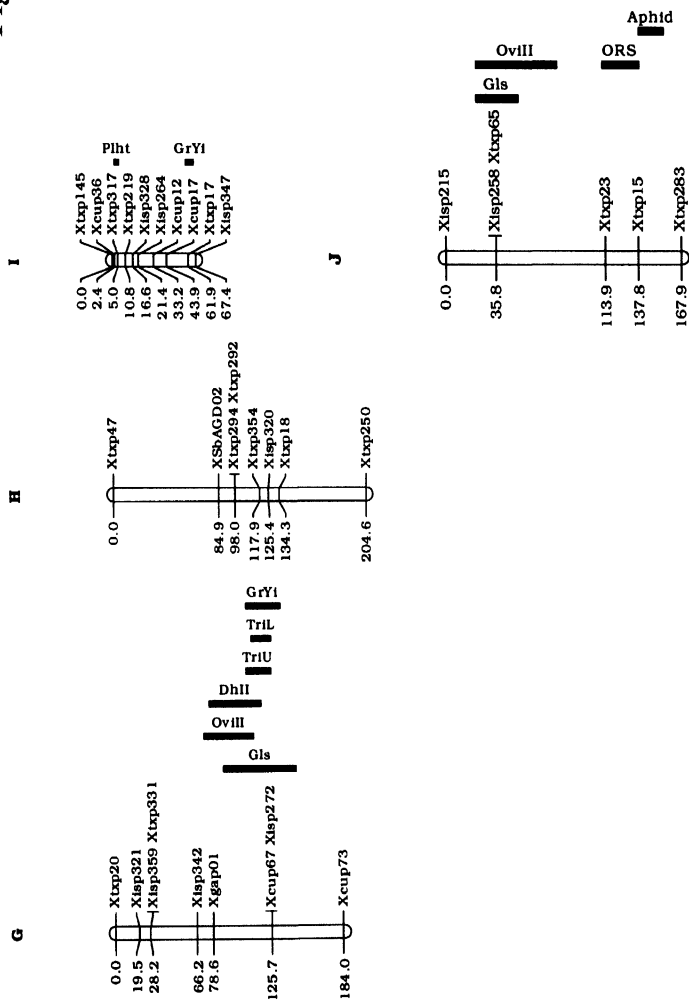 G
0.0 Xtxp20
19.5 Xisp321
28.2 Xisp359 Xtxp331
66.2 Xisp342
78.6 Xgap01
125.7 Xcup67 Xisp272
184.0 Xcup73
Gls
OviII
DhII
TriU
TriL
GrYi
H
0.0 Xtxp47
84.9 XSbAGD02
98.0 Xtxp294 Xtxp292
117.9 Xtxp354
125.4 Xisp320
134.3 Xtxp18
204.6 Xtxp250
I
0.0 Xtxp145
2.4 Xcup36
5.0 Xtxp317
10.8 Xtxp219
16.6 Xisp328
21.4 Xisp264
33.2 Xcup12
43.9 Xcup17
61.9 Xtxp17
67.4 Xisp347
Plht
GrYi
J
0.0 Xisp215
35.8 Xisp258 Xtxp65
113.9 Xtxp23
137.8 Xtxp15
167.9 Xtxp283
Gls
OviII
ORS
Aphid